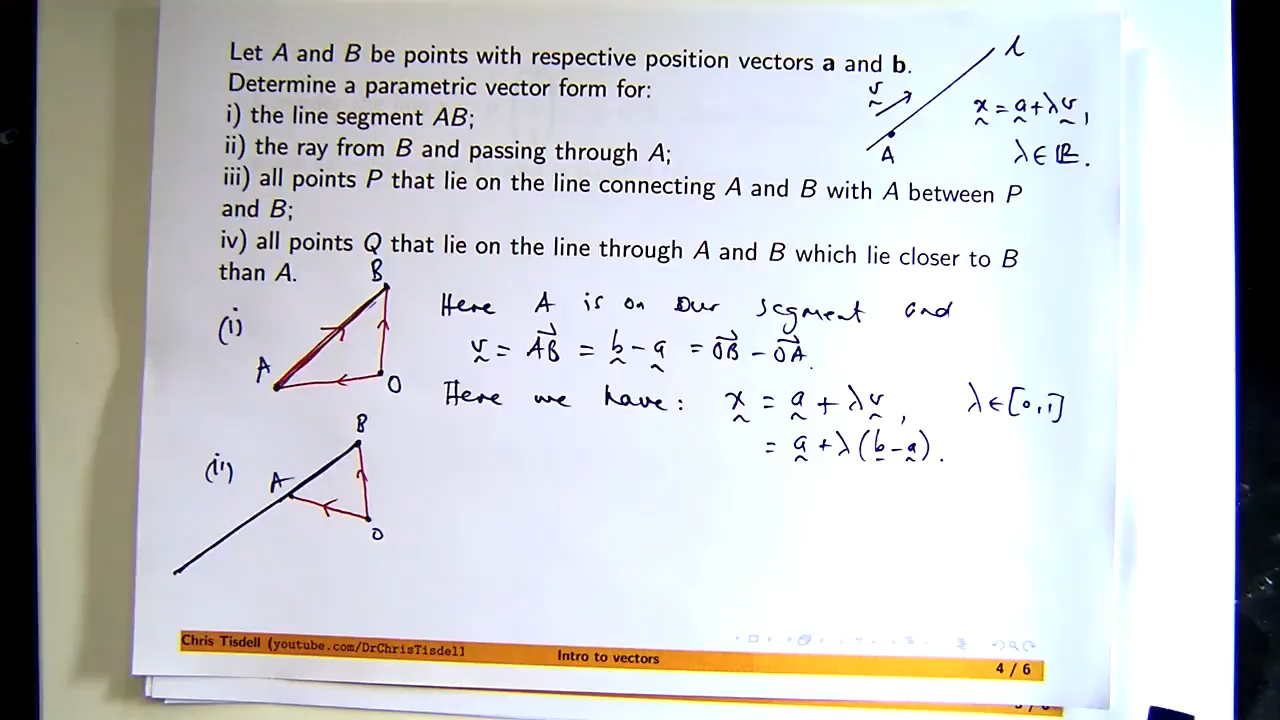 Let A and B be points with respective position vectors a and b.
Determine a parametric vector form for:
i) the line segment AB;
ii) the ray from B and passing through A;
iii) all points P that lie on the line connecting A and B with A between P
and B;
iv) all points Q that lie on the line through A and B which lie closer to B
than A.
l
v
A
x = a + λv,
λ ∈ ℝ.
(i)
B
A
O
Here A is on our segment and
v = AB = b - a = OB - OA.
Here we have: x = a + λv, λ ∈ [0,1]
= a + λ(b - a).
(ii)
B
A
O
Chris Tisdell (youtube.com/DrChrisTisdell
Intro to vectors
4 / 6